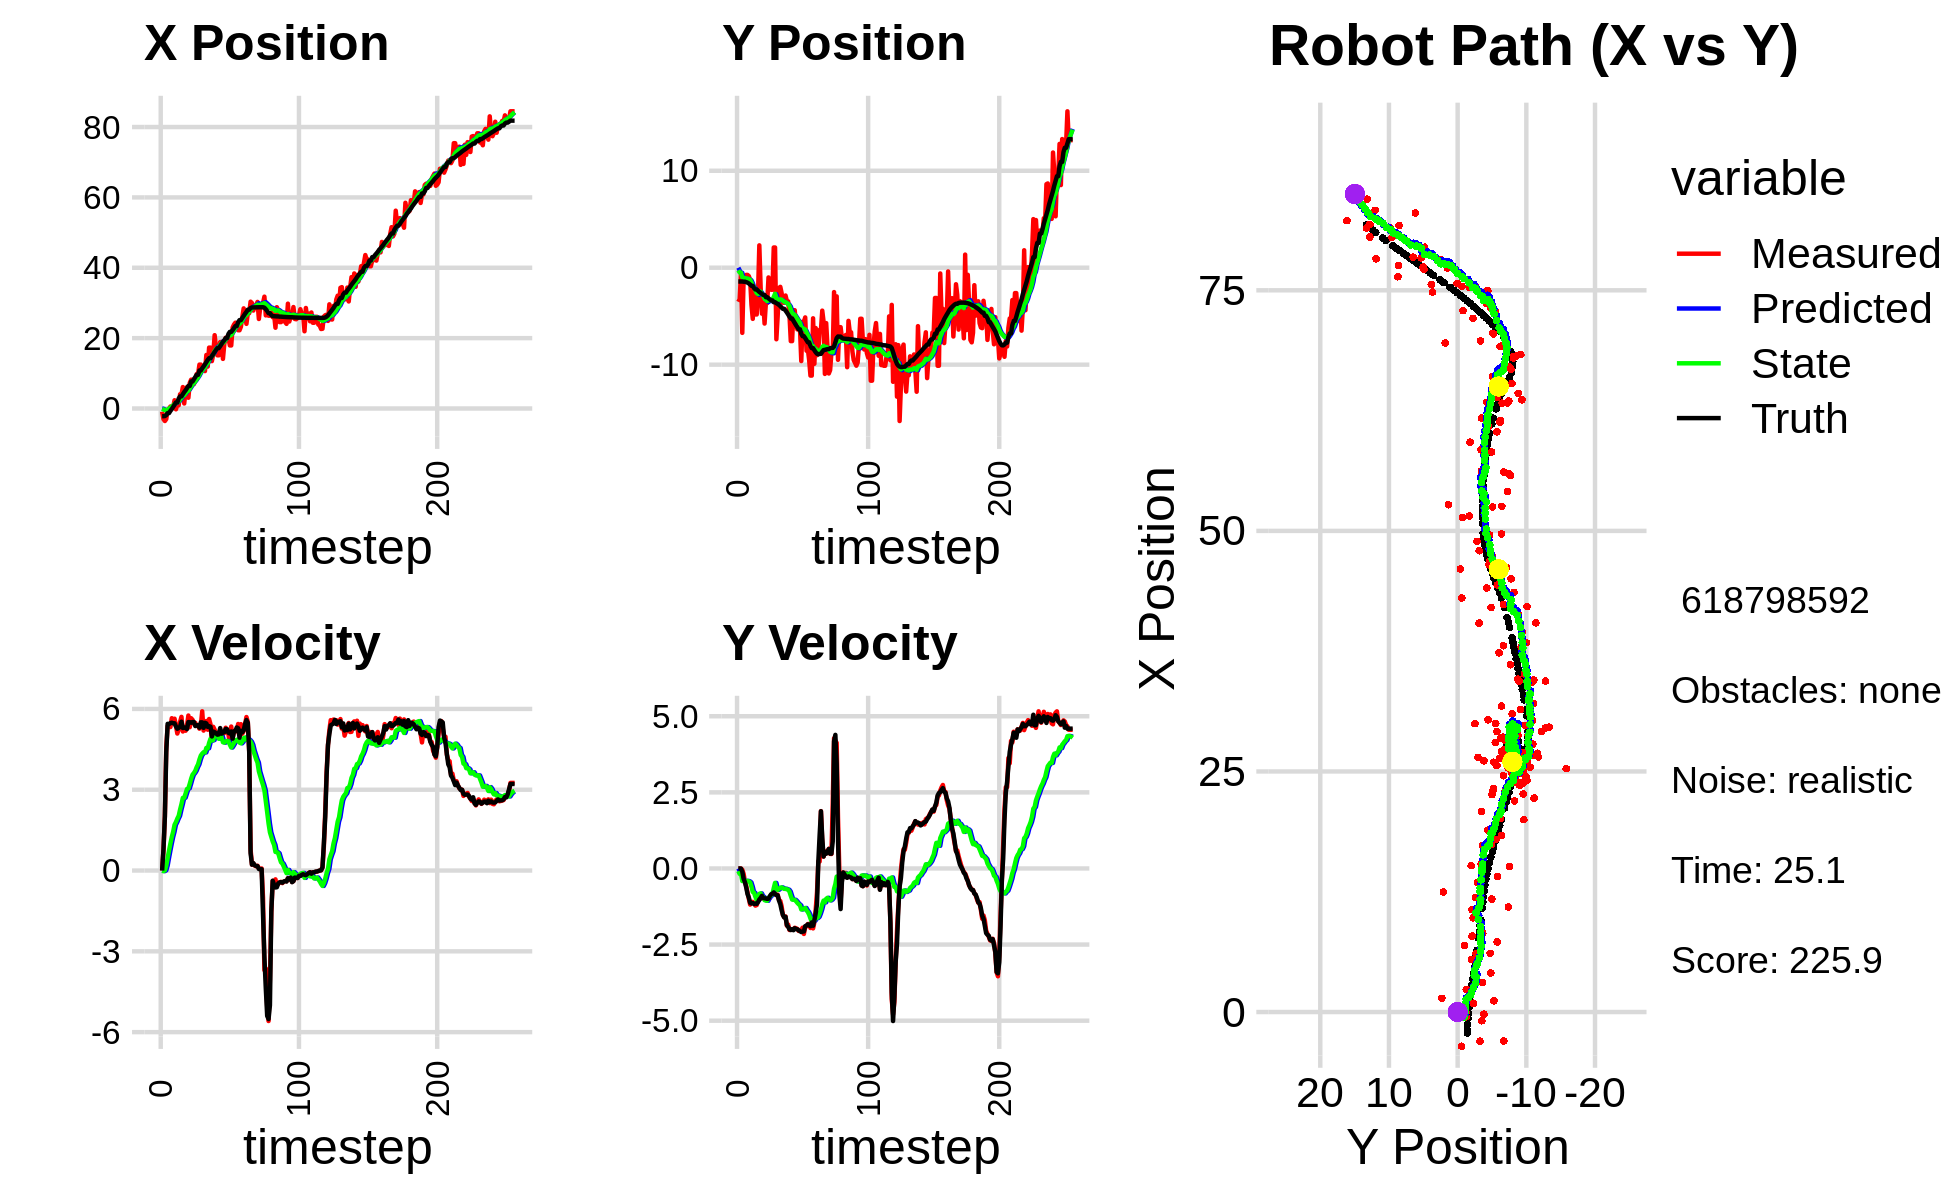 X Position
80
60
40
20
0
0
100
200
timestep
Y Position
10
0
-10
0
100
200
timestep
X Velocity
6
3
0
-3
-6
0
100
200
timestep
Y Velocity
5.0
2.5
0.0
-2.5
-5.0
0
100
200
timestep
Robot Path (X vs Y)
X Position
75
50
25
0
20 10 0 -10 -20
Y Position
variable
Measured
Predicted
State
Truth
618798592
Obstacles: none
Noise: realistic
Time: 25.1
Score: 225.9